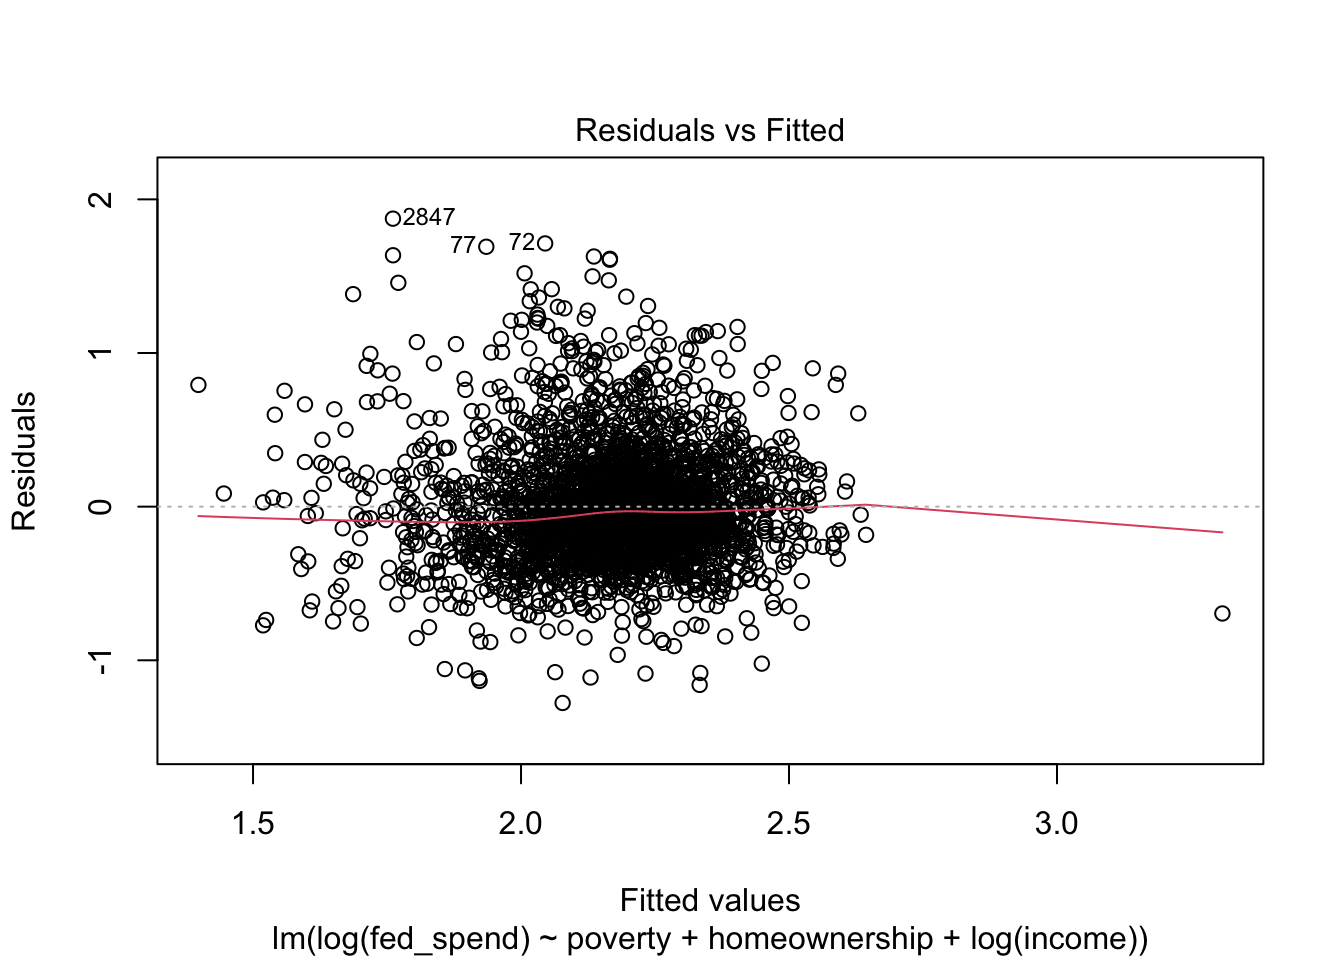 Residuals vs Fitted
2
2847
77
72
1
Residuals
0
-1
1.5 2.0 2.5 3.0
Fitted values
lm(log(fed_spend) ~ poverty + homeownership + log(income))